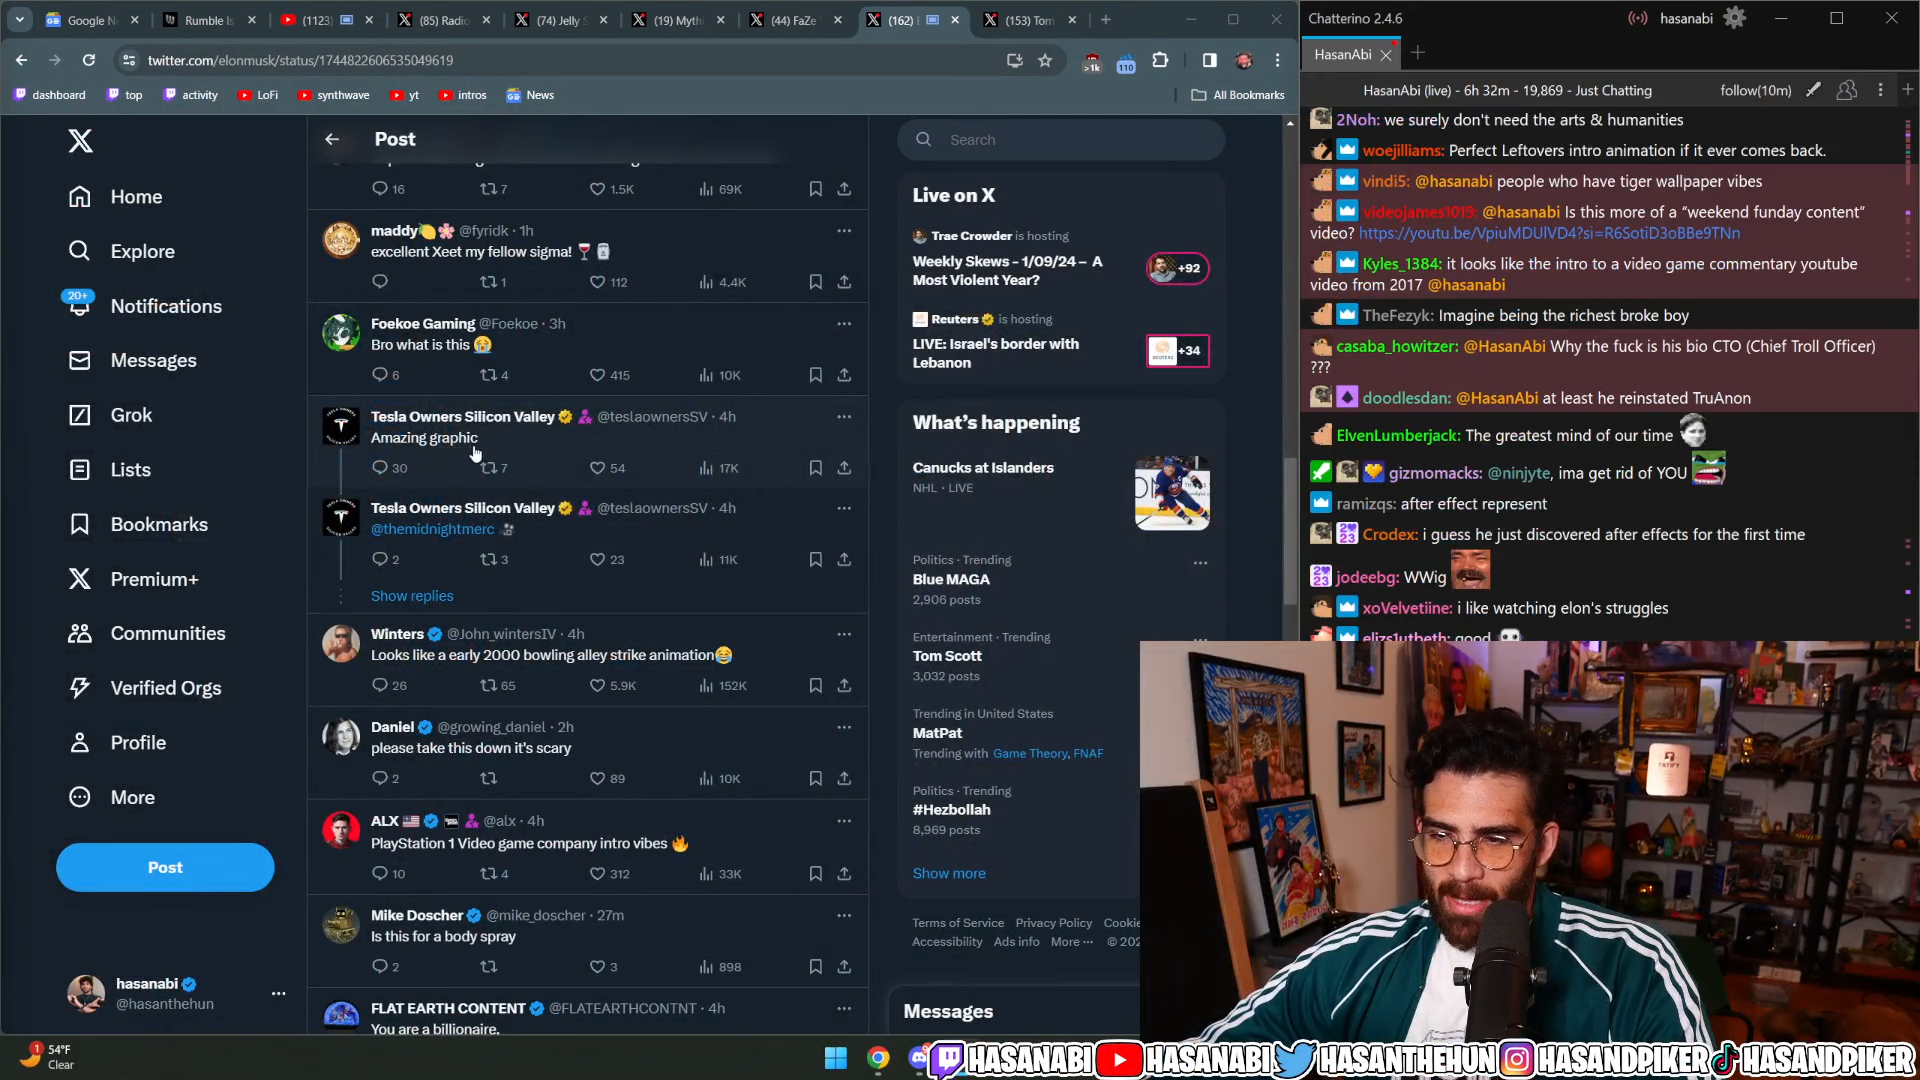 Google N
Rumble Is
(1123)
(85) Radio
(74) Jelly S
(19) Myth
(44) FaZe
(162)
(153) Tom
twitter.com/elonmusk/status/1744822606535049619
>1k
110
dashboard
top
activity
LoFi
synthwave
yt
intros
News
All Bookmarks
Home
Explore
20+
Notifications
Messages
Grok
Lists
Bookmarks
Premium+
Communities
Verified Orgs
Profile
More
Post
hasanabi
@hasanthehun
Post
16 7 1.5K 69K
maddy🍋🌸 @fyridk · 1h
excellent Xeet my fellow sigma! 🍷🗿
1 112 4.4K
Foekoe Gaming @Foekoe · 3h
Bro what is this 😭
6 4 415 10K
Tesla Owners Silicon Valley @teslaownersSV · 4h
Amazing graphic
30 7 54 17K
Tesla Owners Silicon Valley @teslaownersSV · 4h
@themidnightmerc 🎥
2 3 23 11K
Show replies
Winters @John_wintersIV · 4h
Looks like a early 2000 bowling alley strike animation😂
26 65 5.9K 152K
Daniel @growing_daniel · 2h
please take this down it's scary
2 89 10K
ALX 🇺🇸 @alx · 4h
PlayStation 1 Video game company intro vibes 🔥
10 4 312 33K
Mike Doscher @mike_doscher · 27m
Is this for a body spray
2 3 898
FLAT EARTH CONTENT @FLATEARTHCONTNT · 4h
You are a billionaire.
Search
Live on X
Trae Crowder is hosting
Weekly Skews - 1/09/24 – A
Most Violent Year?
+92
Reuters is hosting
LIVE: Israel's border with
Lebanon
+34
What's happening
Canucks at Islanders
NHL · LIVE
Politics · Trending
Blue MAGA
2,906 posts
Entertainment · Trending
Tom Scott
3,032 posts
Trending in United States
MatPat
Trending with Game Theory, FNAF
Politics · Trending
#Hezbollah
8,969 posts
Show more
Terms of Service Privacy Policy Cookie
Accessibility Ads info More ··· © 202
Messages
Chatterino 2.4.6
hasanabi
HasanAbi
HasanAbi (live) - 6h 32m - 19,869 - Just Chatting
follow(10m)
2Noh: we surely don't need the arts & humanities
woejilliams: Perfect Leftovers intro animation if it ever comes back.
vindi5: @hasanabi people who have tiger wallpaper vibes
videojames1019: @hasanabi Is this more of a “weekend funday content”
video? https://youtu.be/VpiuMDUlVD4?si=R6SotiD3oBBe9TNn
Kyles_1384: it looks like the intro to a video game commentary youtube
video from 2017 @hasanabi
TheFezyk: Imagine being the richest broke boy
casaba_howitzer: @HasanAbi Why the fuck is his bio CTO (Chief Troll Officer)
???
doodlesdan: @HasanAbi at least he reinstated TruAnon
ElvenLumberjack: The greatest mind of our time
gizmomacks: @ninjyte, ima get rid of YOU
ramizqs: after effect represent
Crodex: i guess he just discovered after effects for the first time
jodeebg: WWig
xoVelvetiine: i like watching elon's struggles
elizs1utbeth: good
1
54°F
Clear
HASANABI HASANABI HASANTHEHUN HASANDPIKER HASANDPIKER